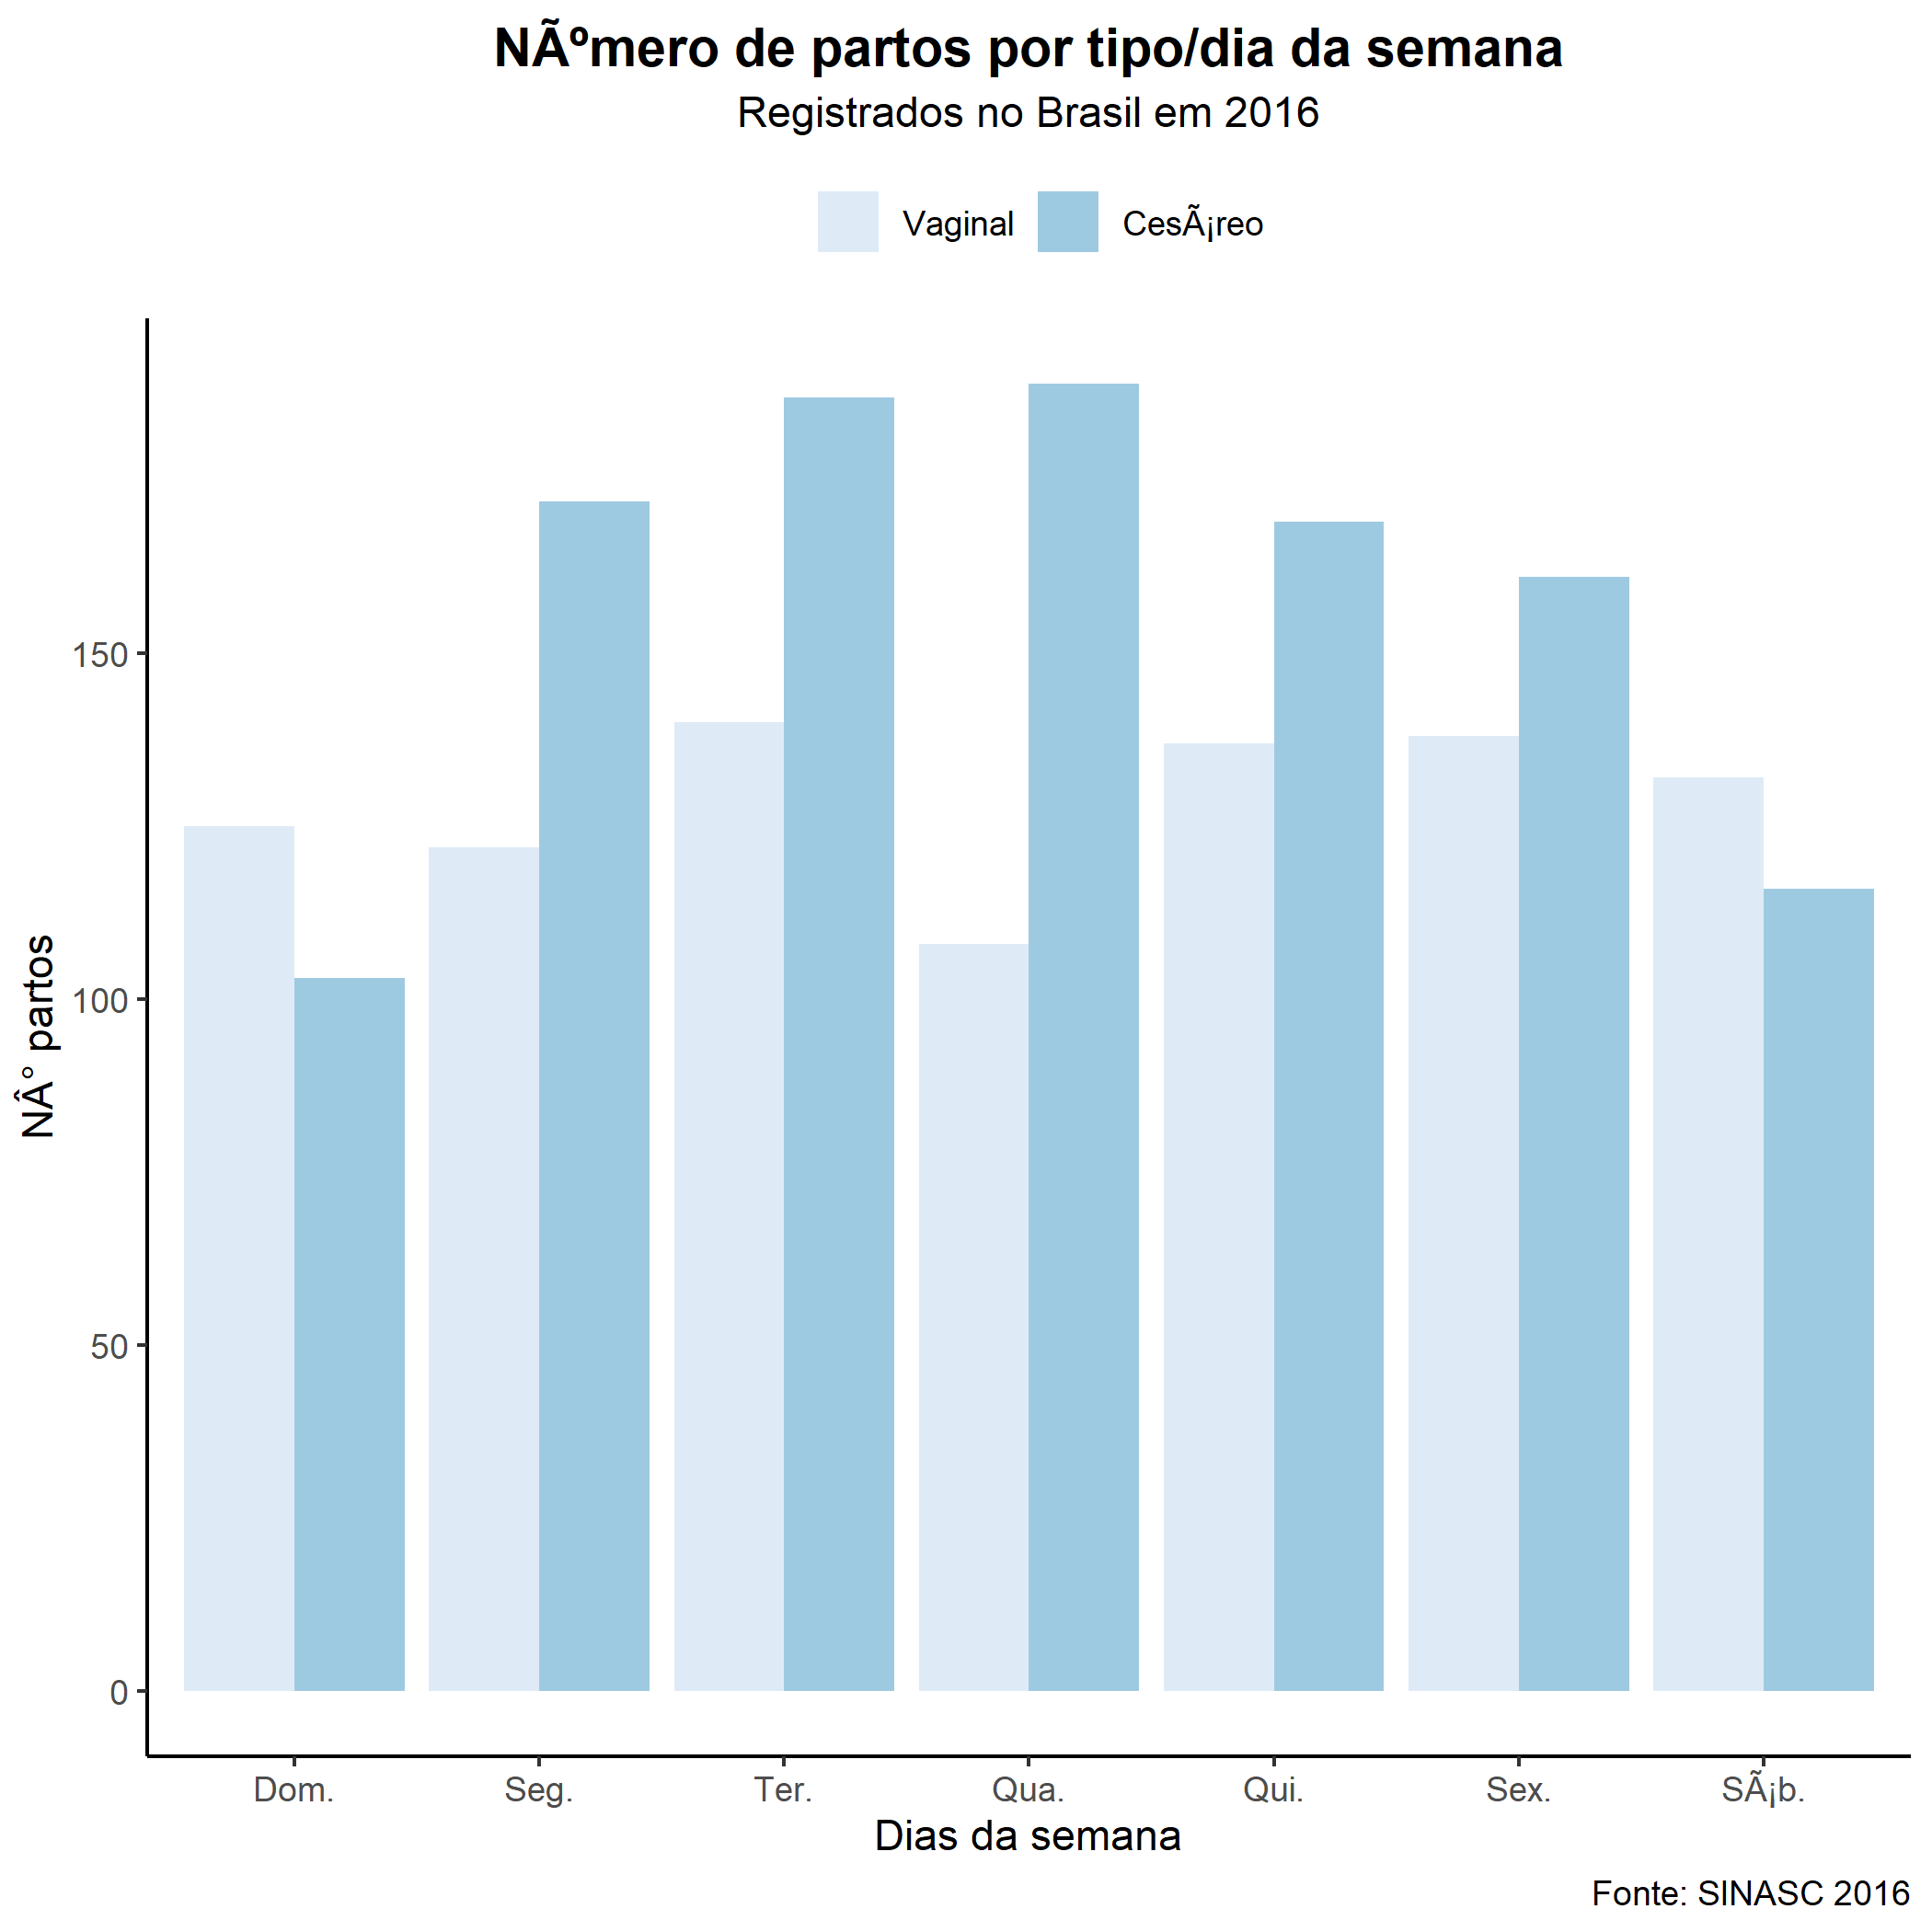 NÃºmero de partos por tipo/dia da semana
Registrados no Brasil em 2016
Vaginal CesÃ¡reo
NÂ° partos
150
100
50
0
Dom. Seg. Ter. Qua. Qui. Sex. SÃ¡b.
Dias da semana
Fonte: SINASC 2016